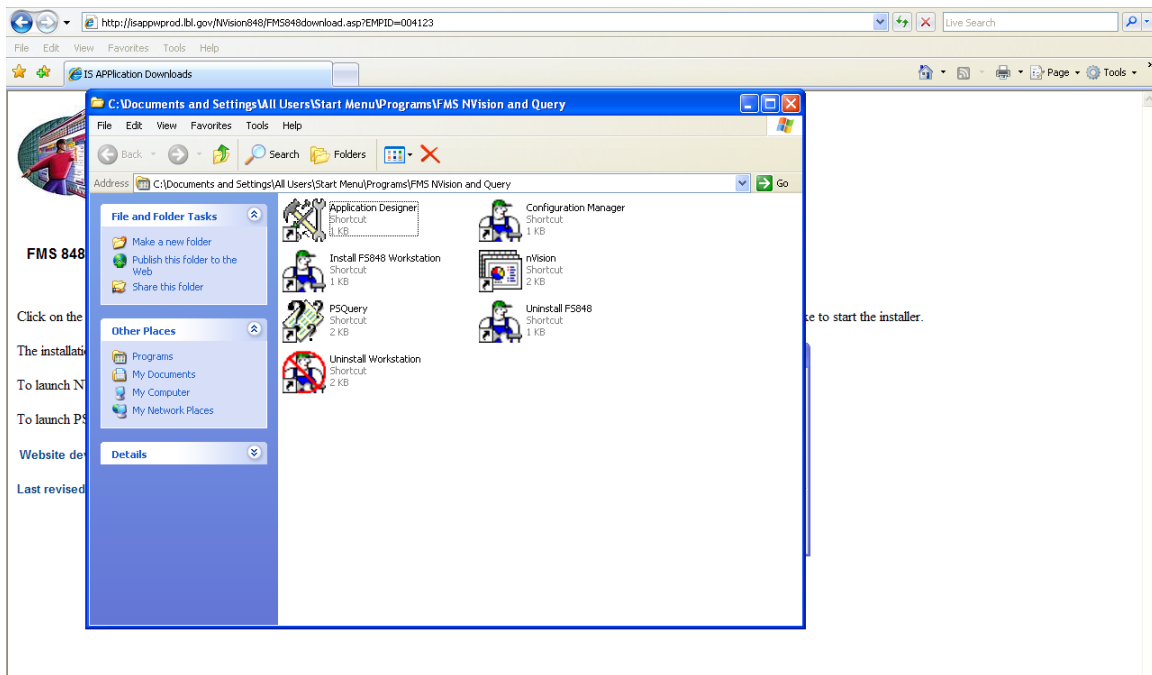 http://isappwprod.lbl.gov/NVision848/FMS848download.asp?EMPID=004123
Live Search
File Edit View Favorites Tools Help
IS APPlication Downloads
Page Tools
C:\Documents and Settings\All Users\Start Menu\Programs\FMS NVision and Query
File Edit View Favorites Tools Help
Back Search Folders
Address C:\Documents and Settings\All Users\Start Menu\Programs\FMS NVision and Query Go
File and Folder Tasks
Make a new folder
Publish this folder to the
Web
Share this folder
Other Places
Programs
My Documents
My Computer
My Network Places
Details
Application Designer
Shortcut
1 KB
Configuration Manager
Shortcut
1 KB
Install FS848 Workstation
Shortcut
1 KB
nVision
Shortcut
2 KB
PSQuery
Shortcut
2 KB
Uninstall FS848
Shortcut
1 KB
Uninstall Workstation
Shortcut
2 KB
FMS 848
Click on the
to start the installer.
The installati
To launch N
To launch PS
Website dev
Last revised